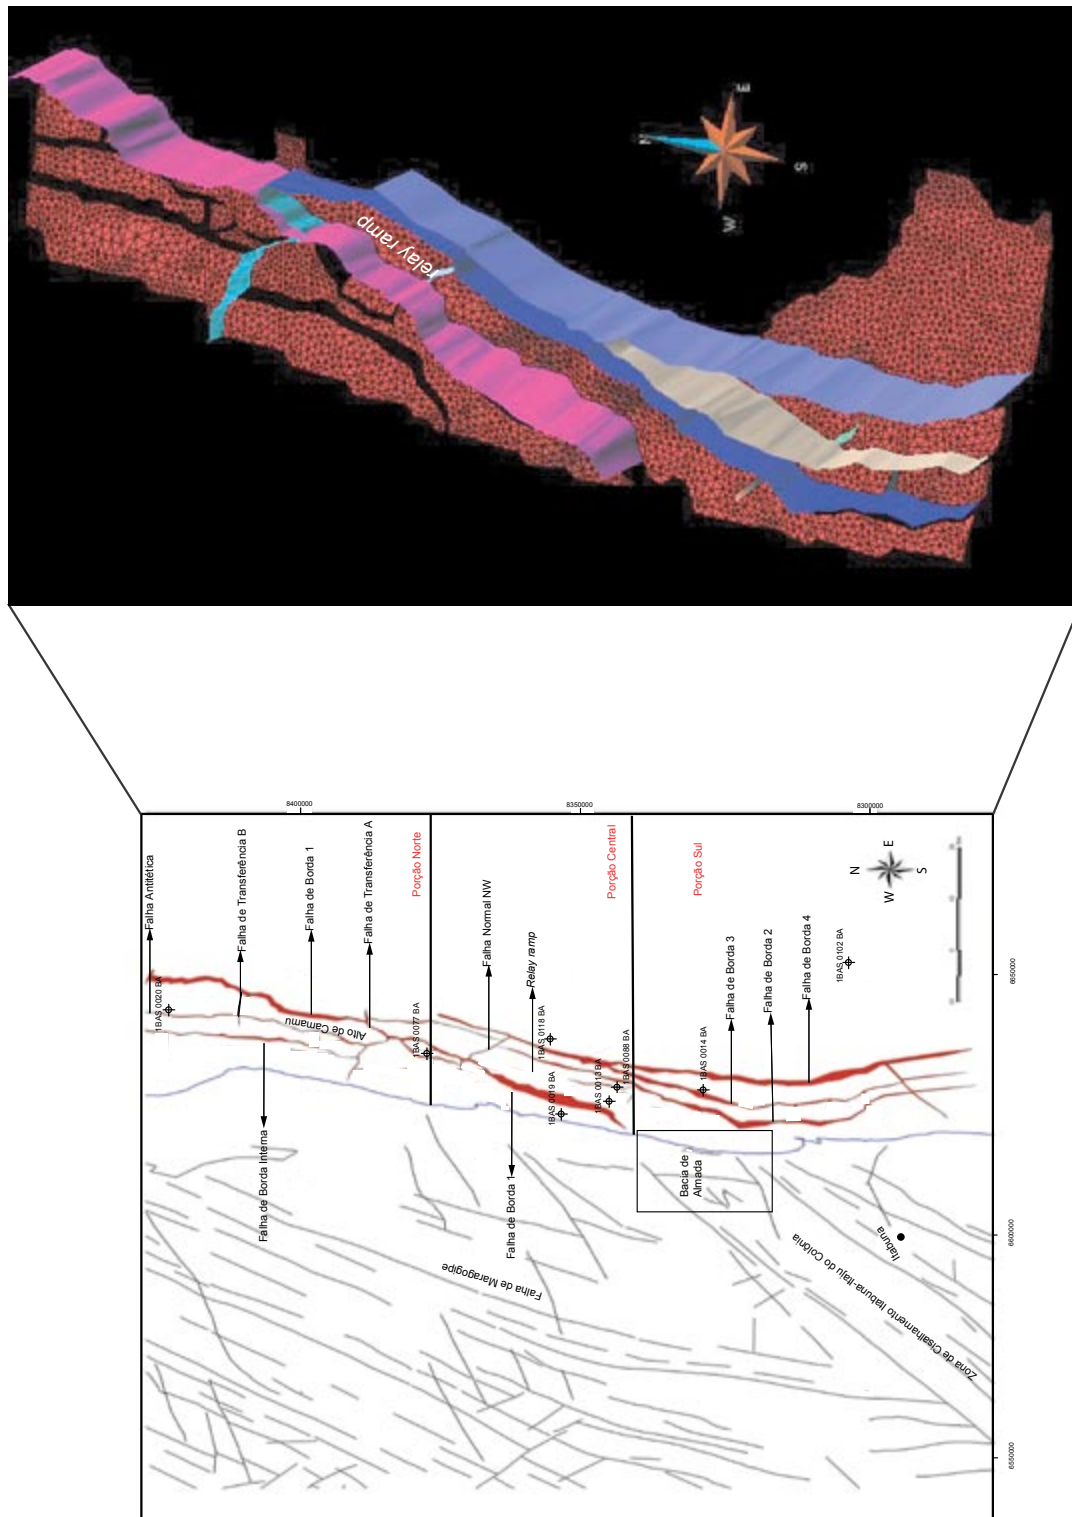 relay ramp
E
N
S
W
8400000
8350000
8300000
Falha Antitética
Falha de Transferência B
Falha de Borda 1
Falha de Transferência A
Porção Norte
Falha Normal NW
Relay ramp
Porção Central
Porção Sul
Falha de Borda 3
Falha de Borda 2
Falha de Borda 4
N
E
S
W
1BAS 0020 BA
Alto de Camamu
1BAS 0077 BA
1BAS 0118 BA
1BAS 0019 BA
1BAS 0013 BA
1BAS 0088 BA
1BAS 0014 BA
1BAS 0102 BA
Falha de Borda Interna
Falha de Borda 1
Falha de Maragogipe
Bacia de
Almada
Itabuna
Zona de Cisalhamento Itabuna-Itaju do Colônia
6650000
6600000
6550000